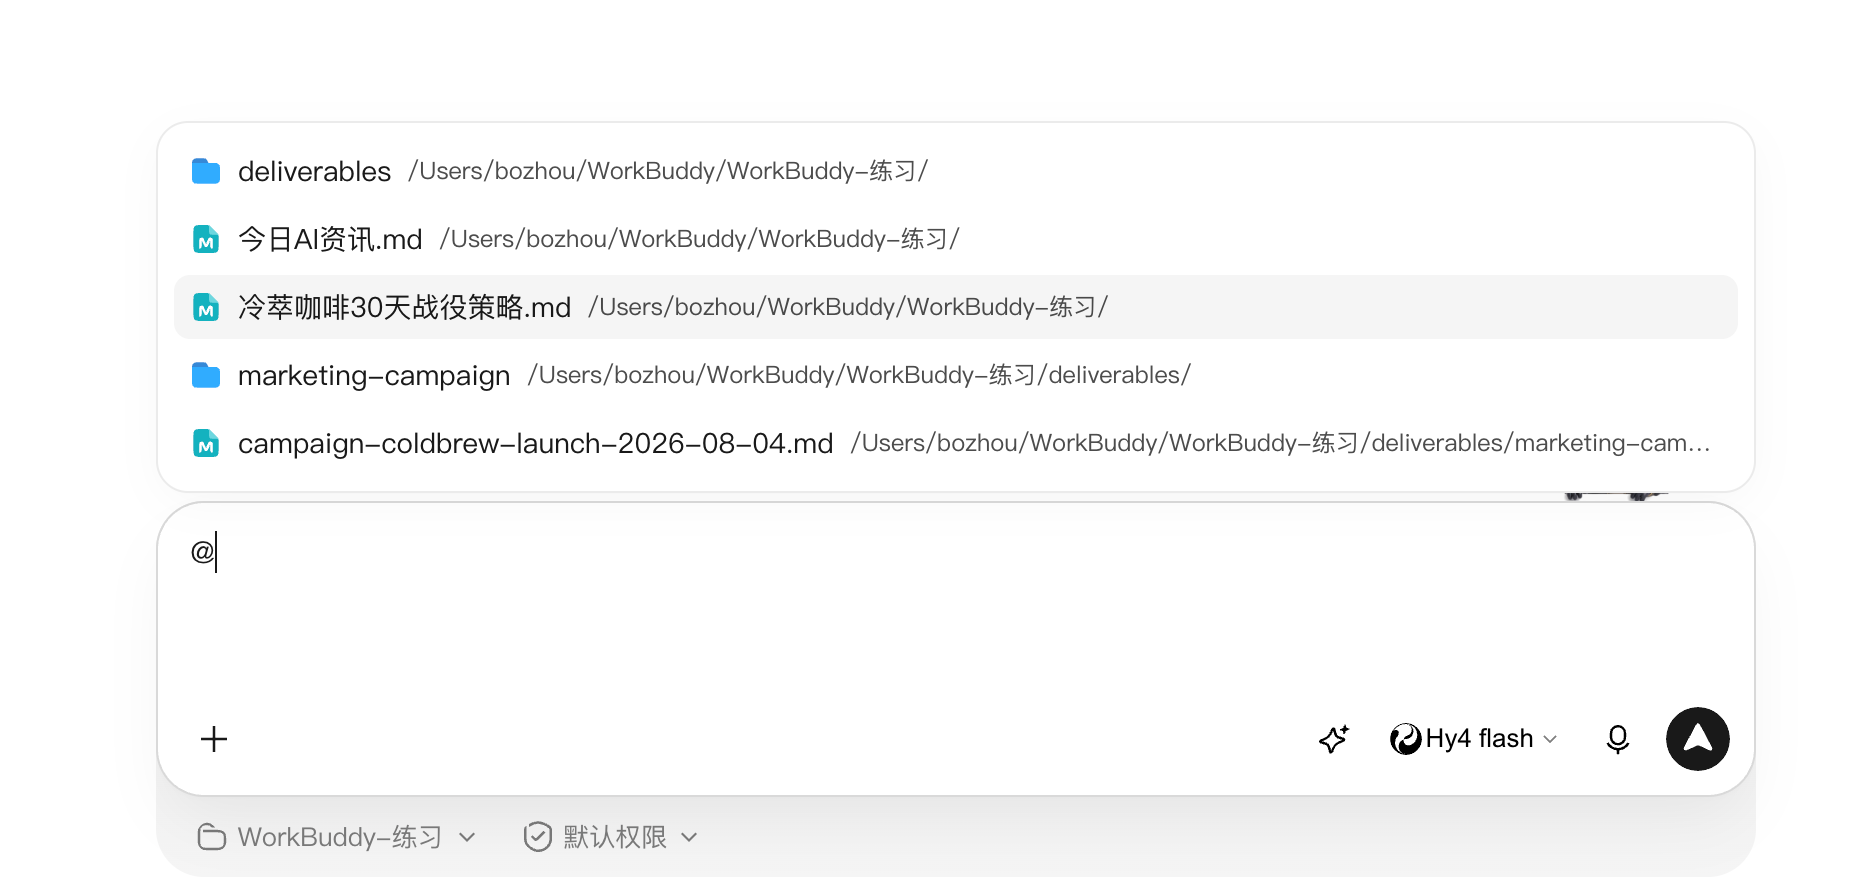 deliverables /Users/bozhou/WorkBuddy/WorkBuddy-练习/
今日AI资讯.md /Users/bozhou/WorkBuddy/WorkBuddy-练习/
冷萃咖啡30天战役策略.md /Users/bozhou/WorkBuddy/WorkBuddy-练习/
marketing-campaign /Users/bozhou/WorkBuddy/WorkBuddy-练习/deliverables/
campaign-coldbrew-launch-2026-08-04.md /Users/bozhou/WorkBuddy/WorkBuddy-练习/deliverables/marketing-cam...
@
Hy4 flash
WorkBuddy-练习 默认权限